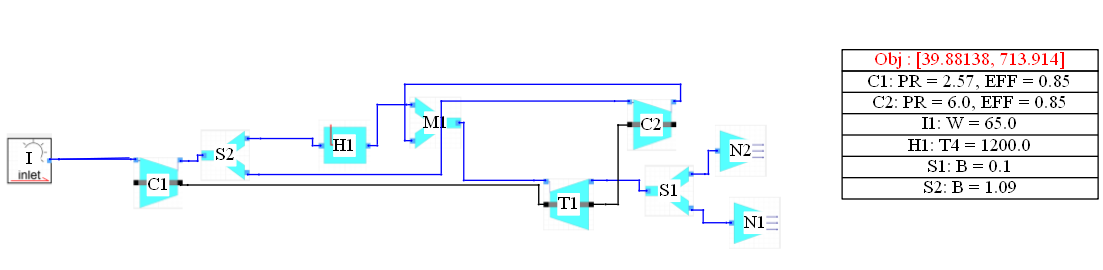 I
inlet
C1
S2
H1
M1
C2
T1
S1
N2
N1
Obj : [39.88138, 713.914]
C1: PR = 2.57, EFF = 0.85
C2: PR = 6.0, EFF = 0.85
I1: W = 65.0
H1: T4 = 1200.0
S1: B = 0.1
S2: B = 1.09